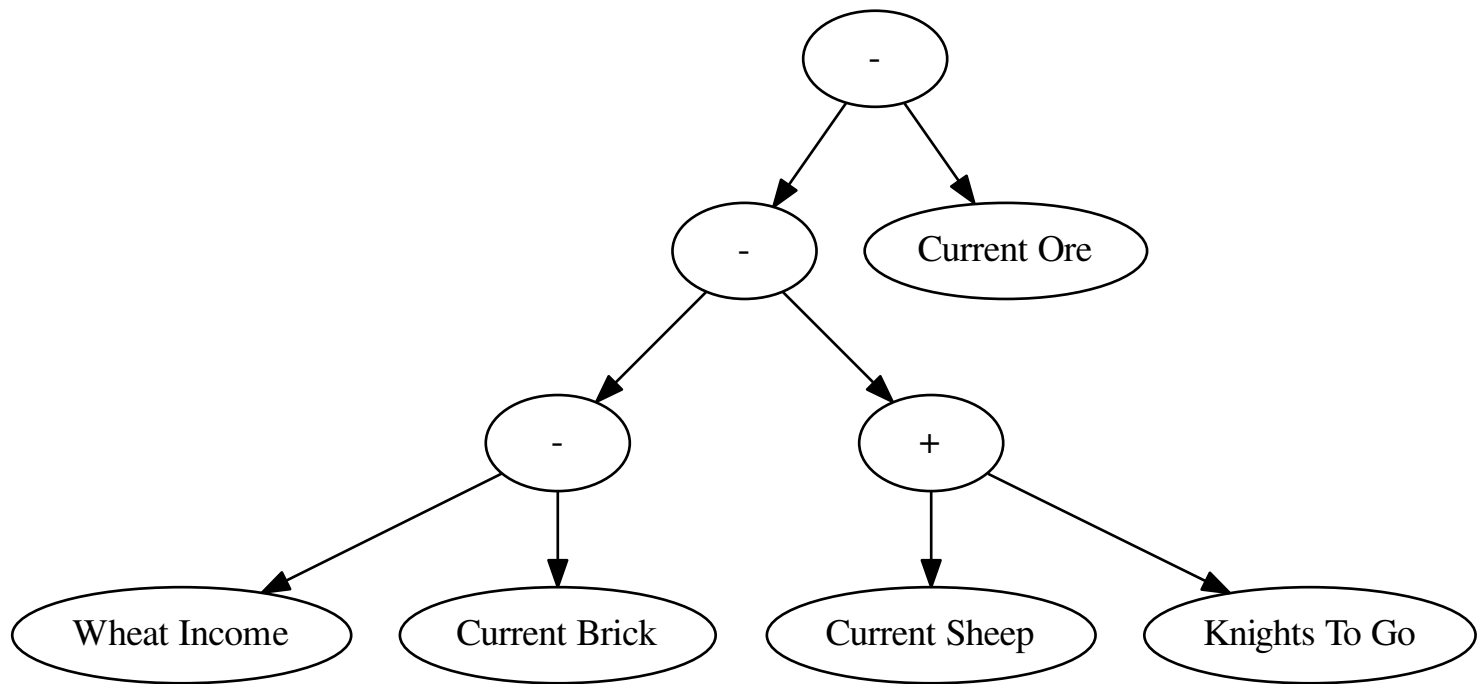 -
-
Current Ore
-
+
Wheat Income
Current Brick
Current Sheep
Knights To Go